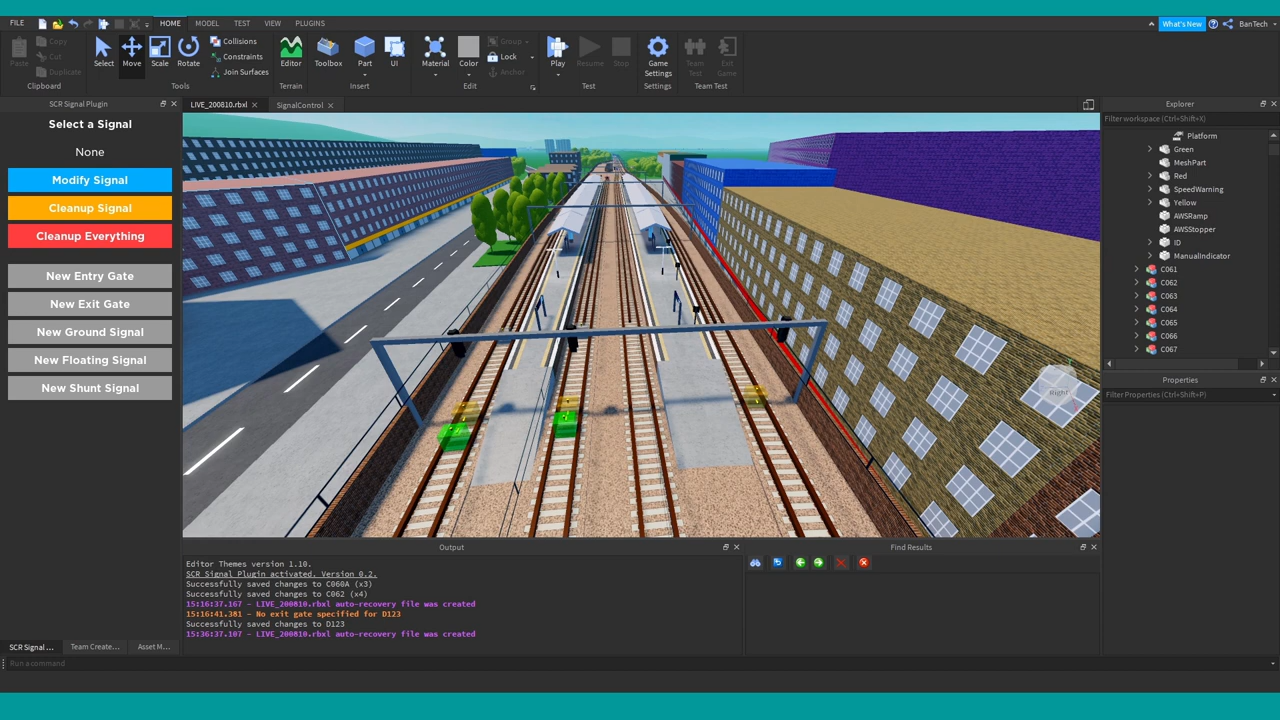 FILE HOME MODEL TEST VIEW PLUGINS What's New BanTech
Paste Copy Cut Duplicate Select Move Scale Rotate Collisions Constraints Join Surfaces Editor Toolbox Part UI Material Color Group Lock Anchor Play Resume Stop Game Settings Team Test Exit Game
Clipboard Tools Terrain Insert Edit Test Settings Team Test
SCR Signal Plugin
Select a Signal
None
Modify Signal
Cleanup Signal
Cleanup Everything
New Entry Gate
New Exit Gate
New Ground Signal
New Floating Signal
New Shunt Signal
SCR Signal ... Team Create... Asset M...
LIVE_200810.rbxl SignalControl
Right
Output
Editor Themes version 1.10.
SCR Signal Plugin activated. Version 0.2.
Successfully saved changes to C060A (x3)
Successfully saved changes to C062 (x4)
15:16:37.167 - LIVE_200810.rbxl auto-recovery file was created
15:16:41.381 - No exit gate specified for D123
Successfully saved changes to D123
15:36:37.107 - LIVE_200810.rbxl auto-recovery file was created
Find Results
Explorer
Filter workspace (Ctrl+Shift+X)
Platform
Green
MeshPart
Red
SpeedWarning
Yellow
AWSRamp
AWSStopper
ID
ManualIndicator
C061
C062
C063
C064
C065
C066
C067
Properties
Filter Properties (Ctrl+Shift+P)
Run a command